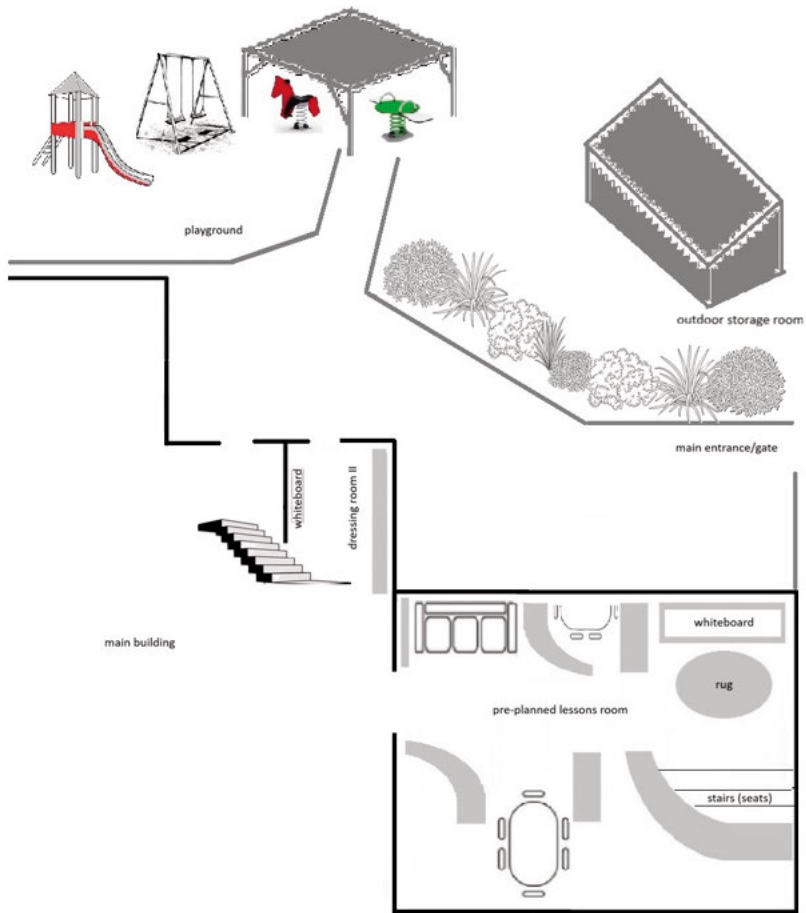 playground
outdoor storage room
main entrance/gate
whiteboard
dressing room II
main building
whiteboard
rug
pre-planned lessons room
stairs (seats)